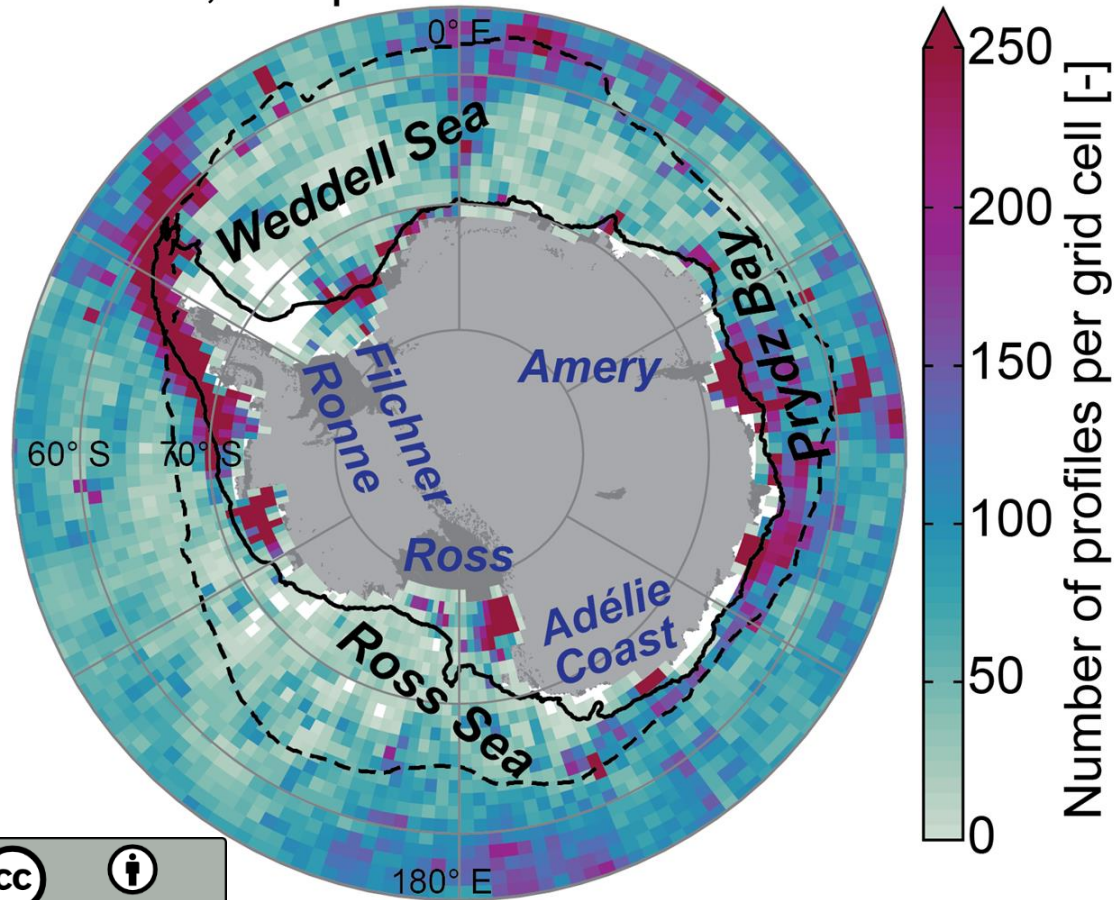 0° E
Weddell Sea
Prydz Bay
Amery
Filchner
Ronne
60° S
70° S
Ross
Adélie
Coast
Ross Sea
180° E
250
200
150
100
50
0
Number of profiles per grid cell [-]
cc